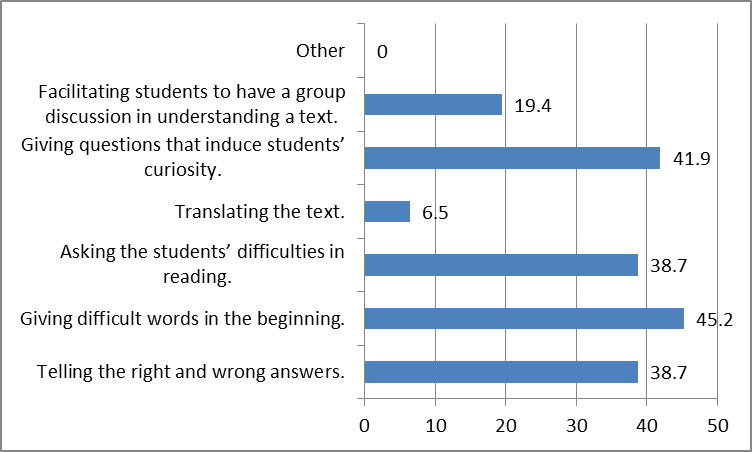 Other
0
Facilitating students to have a group
discussion in understanding a text.
19.4
Giving questions that induce students’
curiosity.
41.9
Translating the text.
6.5
Asking the students’ difficulties in
reading.
38.7
Giving difficult words in the beginning.
45.2
Telling the right and wrong answers.
38.7
0 10 20 30 40 50